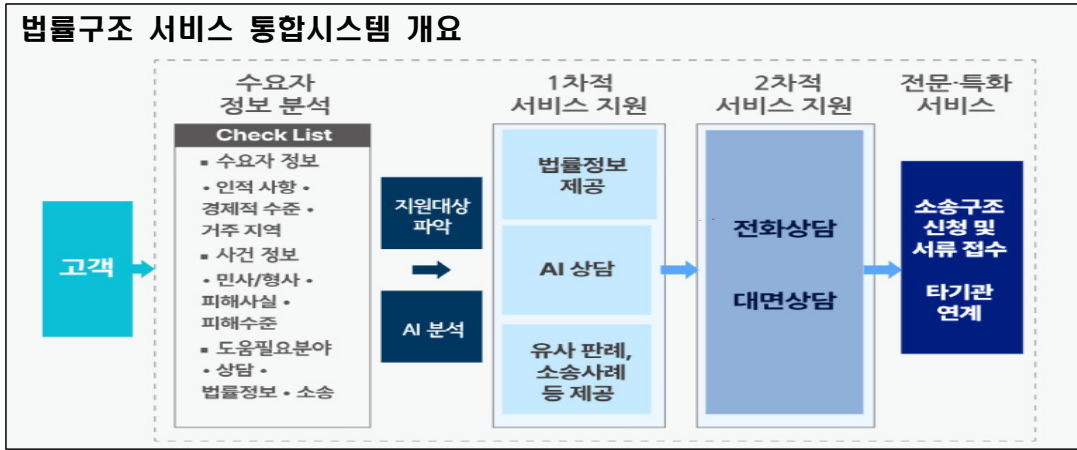 법률구조 서비스 통합시스템 개요
고객
수요자
정보 분석
Check List
▪ 수요자 정보
• 인적 사항 •
경제적 수준 •
거주 지역
▪ 사건 정보
• 민사/형사 •
피해사실 •
피해수준
▪ 도움필요분야
• 상담 •
법률정보 • 소송
지원대상
파악
AI 분석
1차적
서비스 지원
법률정보
제공
AI 상담
유사 판례,
소송사례
등 제공
2차적
서비스 지원
전화상담
대면상담
전문·특화
서비스
소송구조
신청 및
서류 접수
타기관
연계